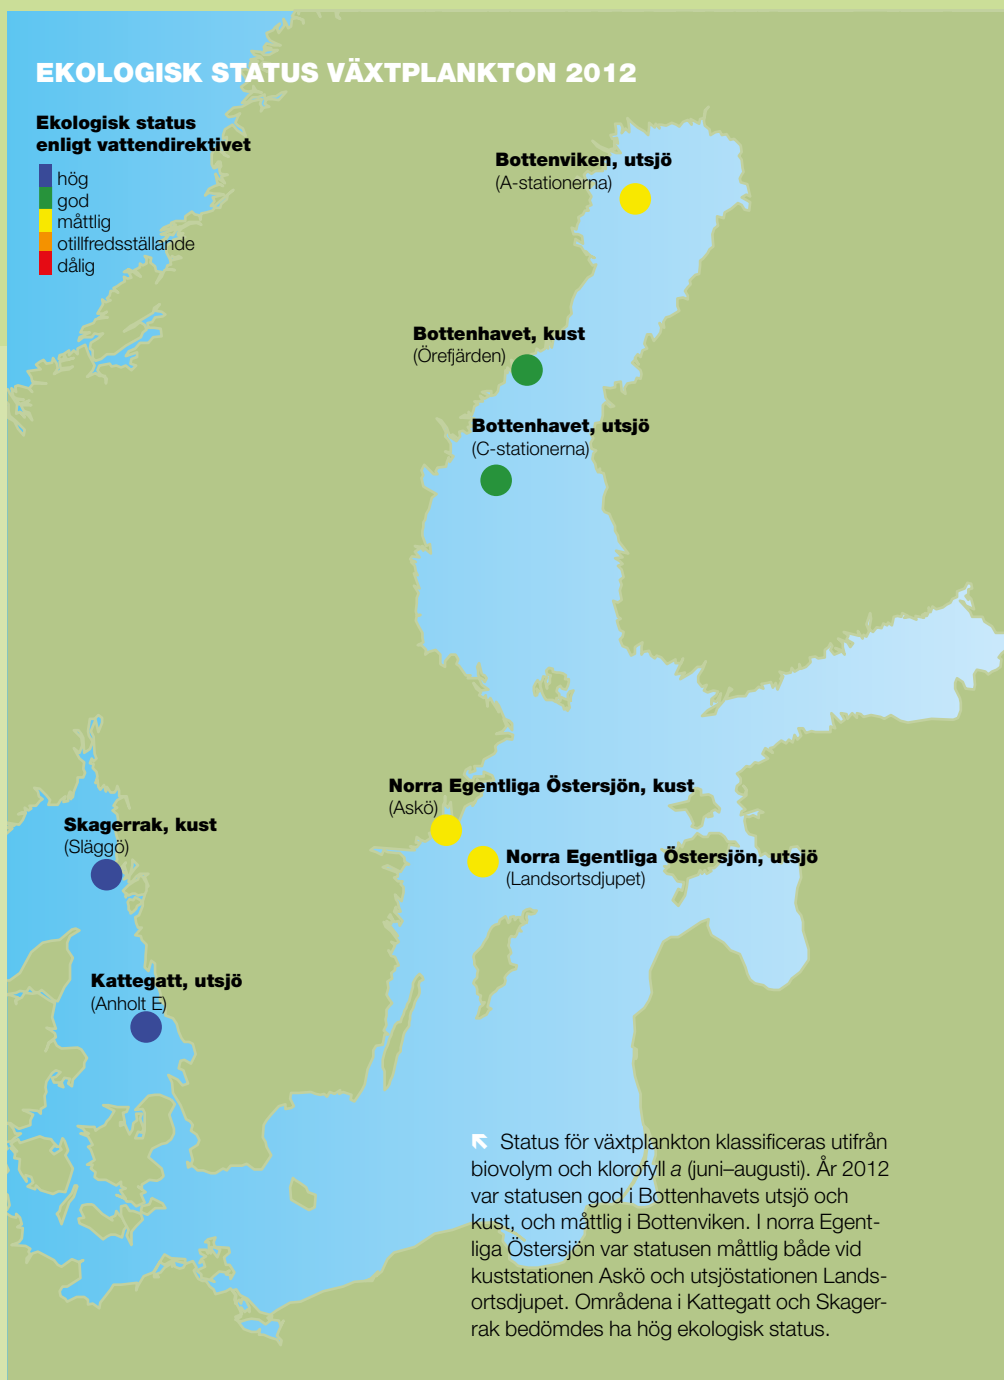 EKOLOGISK STATUS VÄXTPLANKTON 2012
Ekologisk status
enligt vattendirektivet
hög
god
måttlig
otillfredsställande
dålig
Bottenviken, utsjö
(A-stationerna)
Bottenhavet, kust
(Örefjärden)
Bottenhavet, utsjö
(C-stationerna)
Norra Egentliga Östersjön, kust
(Askö)
Norra Egentliga Östersjön, utsjö
(Landsortsdjupet)
Skagerrak, kust
(Släggö)
Kattegatt, utsjö
(Anholt E)
Status för växtplankton klassificeras utifrån
biovolym och klorofyll a (juni–augusti). År 2012
var statusen god i Bottenhavets utsjö och
kust, och måttlig i Bottenviken. I norra Egent-
liga Östersjön var statusen måttlig både vid
kuststationen Askö och utsjöstationen Lands-
ortsdjupet. Områdena i Kattegatt och Skager-
rak bedömdes ha hög ekologisk status.